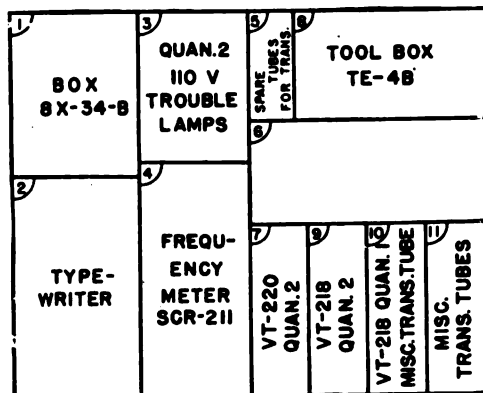 1
BOX
8X-34-B
2
TYPE-
WRITER
3
QUAN. 2
110 V
TROUBLE
LAMPS
4
FREQU-
ENCY
METER
SCR-211
5
SPARE
TUBES
FOR TRANS.
8
TOOL BOX
TE-4B
6
7
VT-220
QUAN. 2
9
VT-218
QUAN. 2
10
VT-218 QUAN. 1
MISC. TRANS. TUBE
11
MISC.
TRANS. TUBES